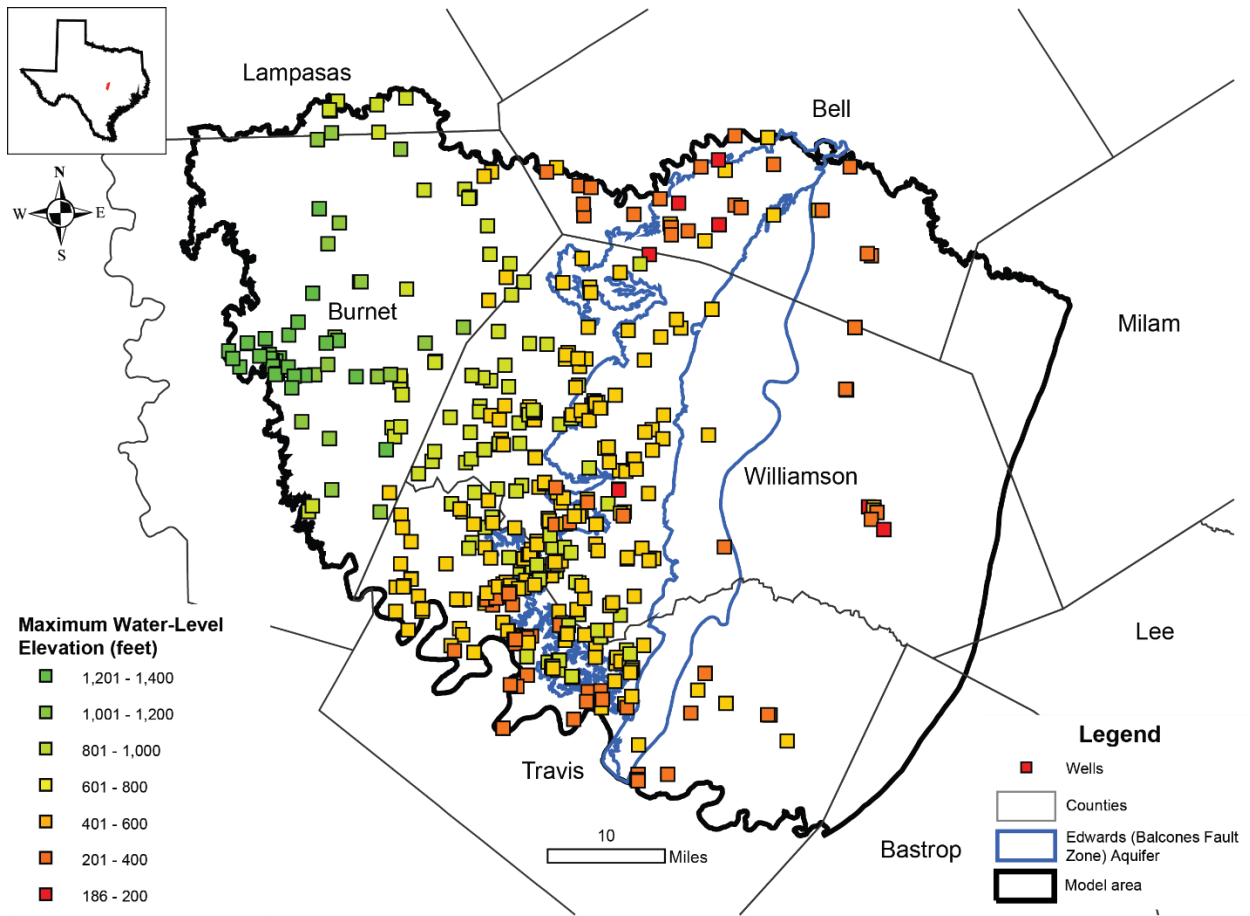 Lampasas
Bell
N
W
E
S
Burnet
Milam
Williamson
Maximum Water-Level
Elevation (feet)
1,201 - 1,400
1,001 - 1,200
801 - 1,000
601 - 800
401 - 600
201 - 400
186 - 200
Lee
Travis
10
Miles
Bastrop
Legend
Wells
Counties
Edwards (Balcones Fault
Zone) Aquifer
Model area